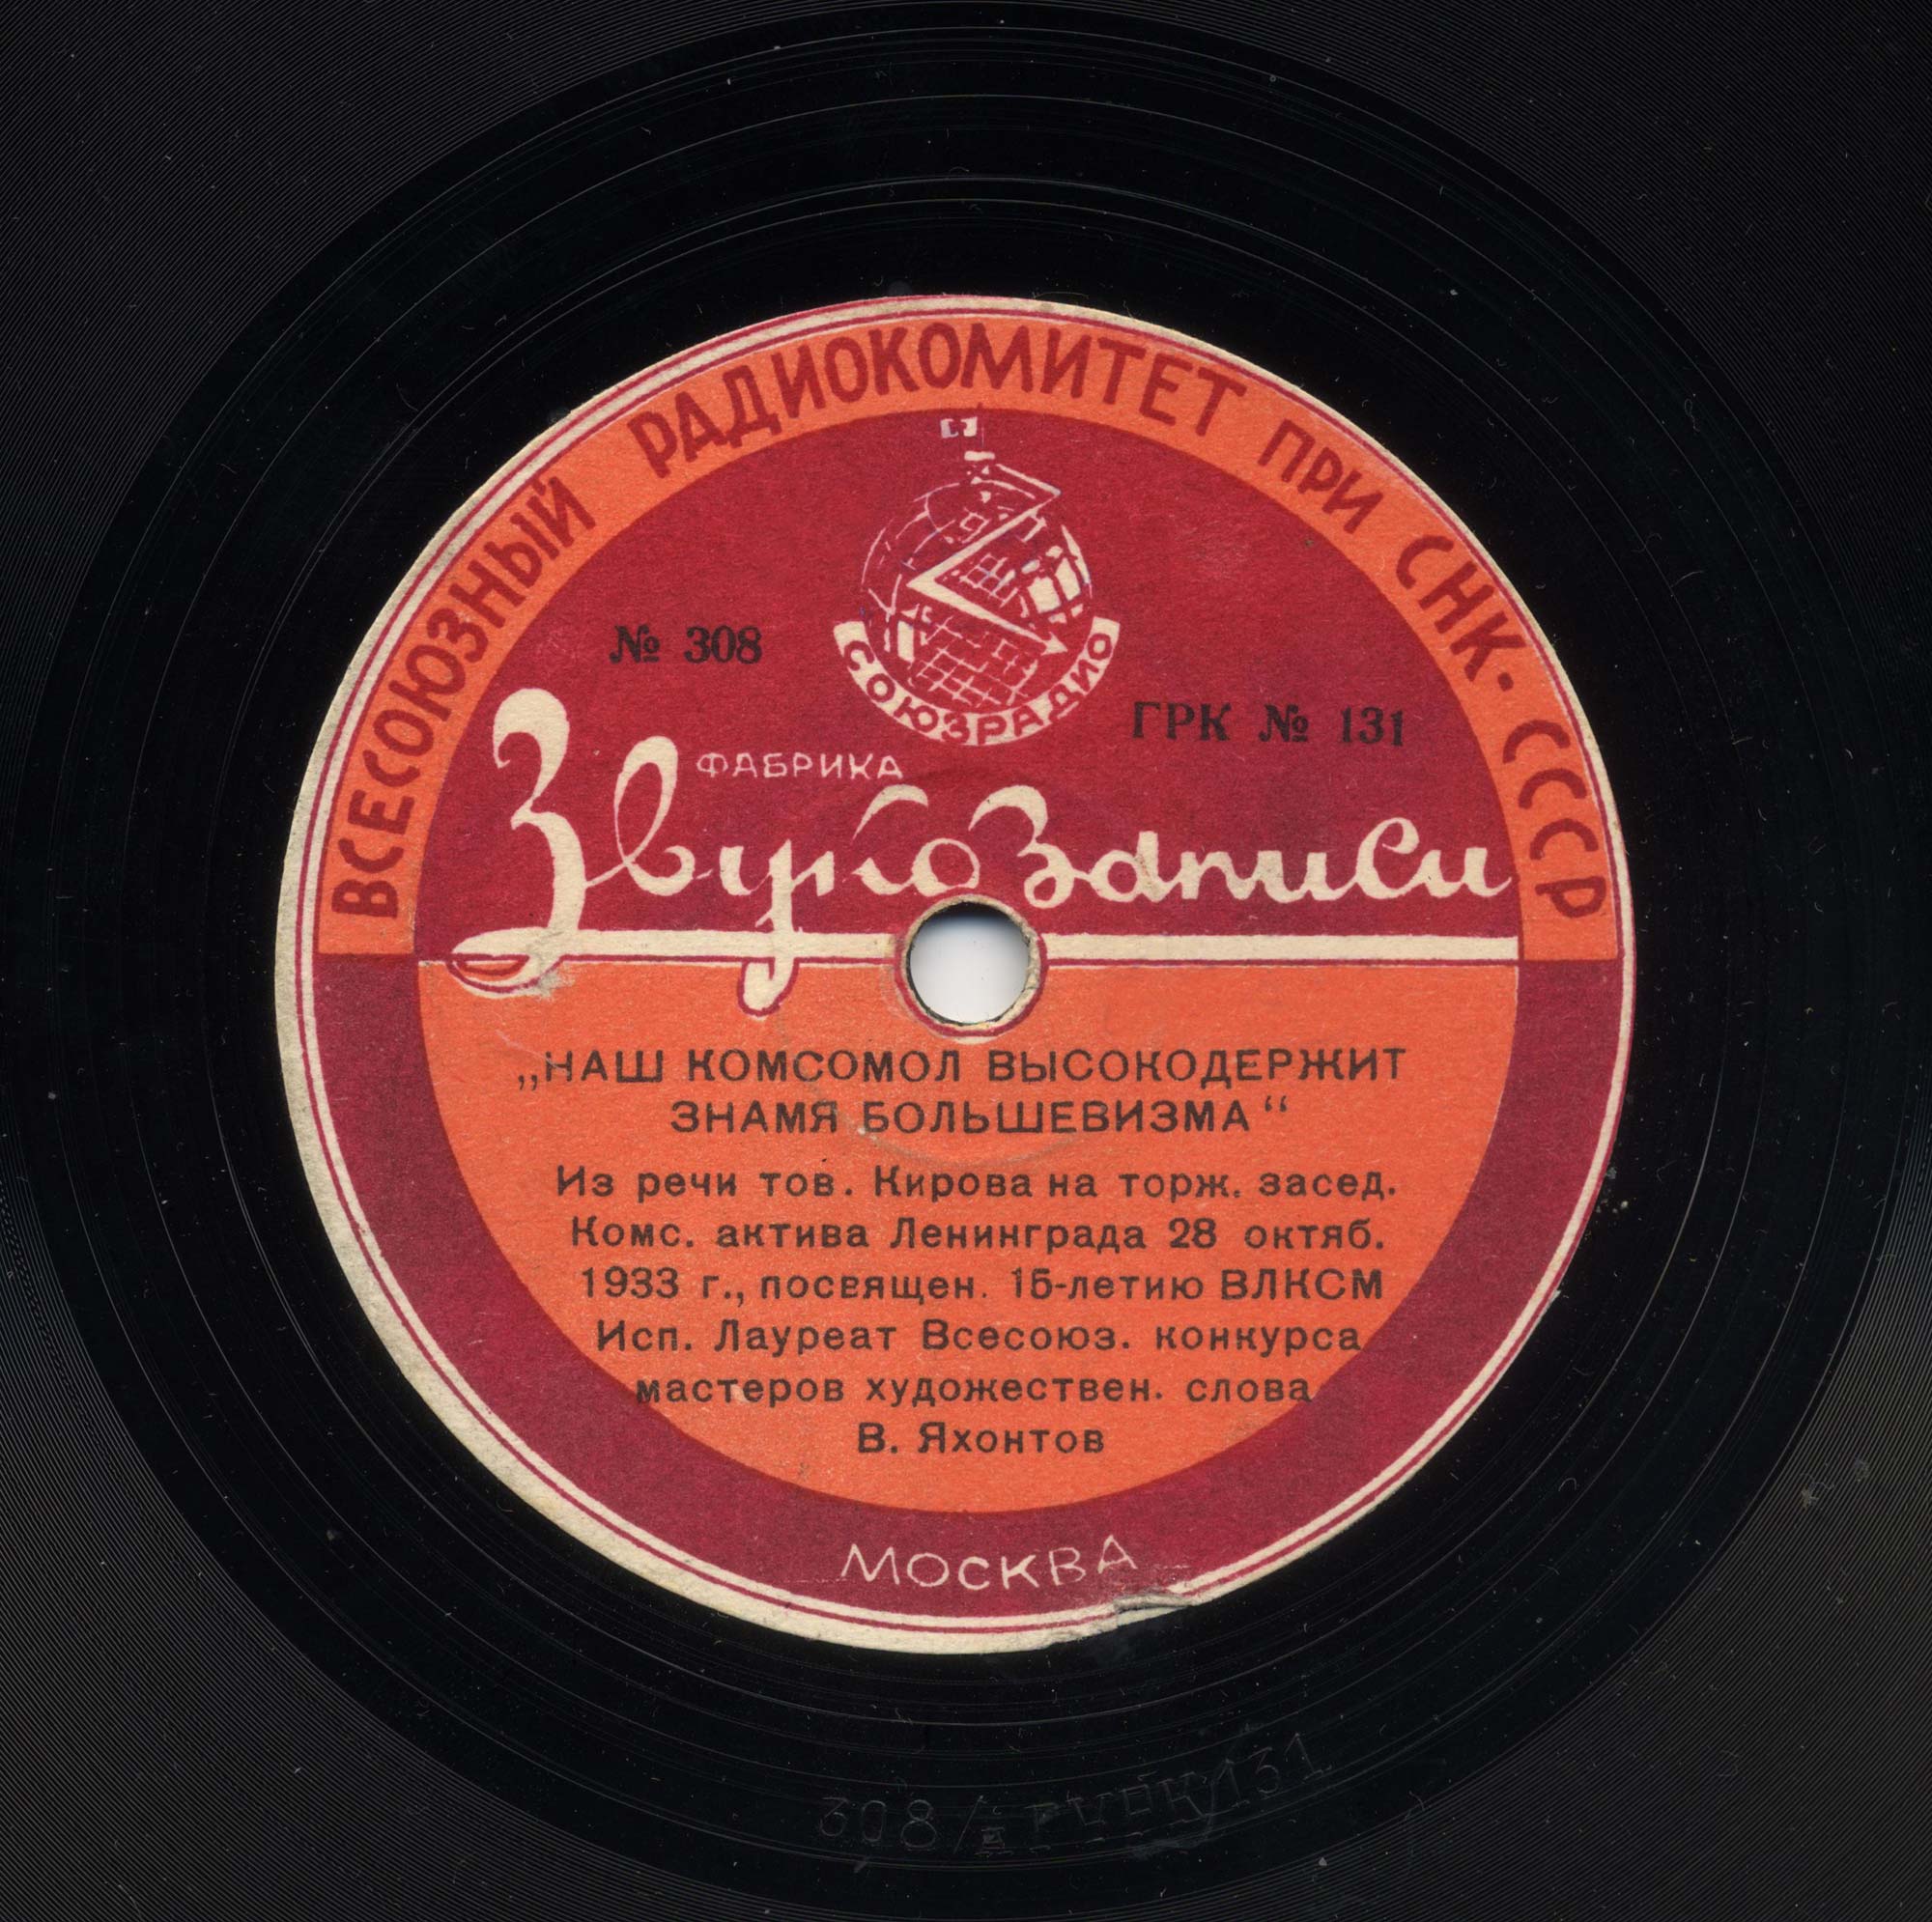 ВСЕСОЮЗНЫЙ РАДИОКОМИТЕТ ПРИ СНК·СССР
СОЮЗРАДИО
№ 308
ГРК № 131
ФАБРИКА
ЗвукоЗаписи
„НАШ КОМСОМОЛ ВЫСОКОДЕРЖИТ
ЗНАМЯ БОЛЬШЕВИЗМА“
Из речи тов. Кирова на торж. засед.
Комс. актива Ленинграда 28 октяб.
1933 г., посвящен. 15-летию ВЛКСМ
Исп. Лауреат Всесоюз. конкурса
мастеров художествен. слова
В. Яхонтов
МОСКВА
308/
131